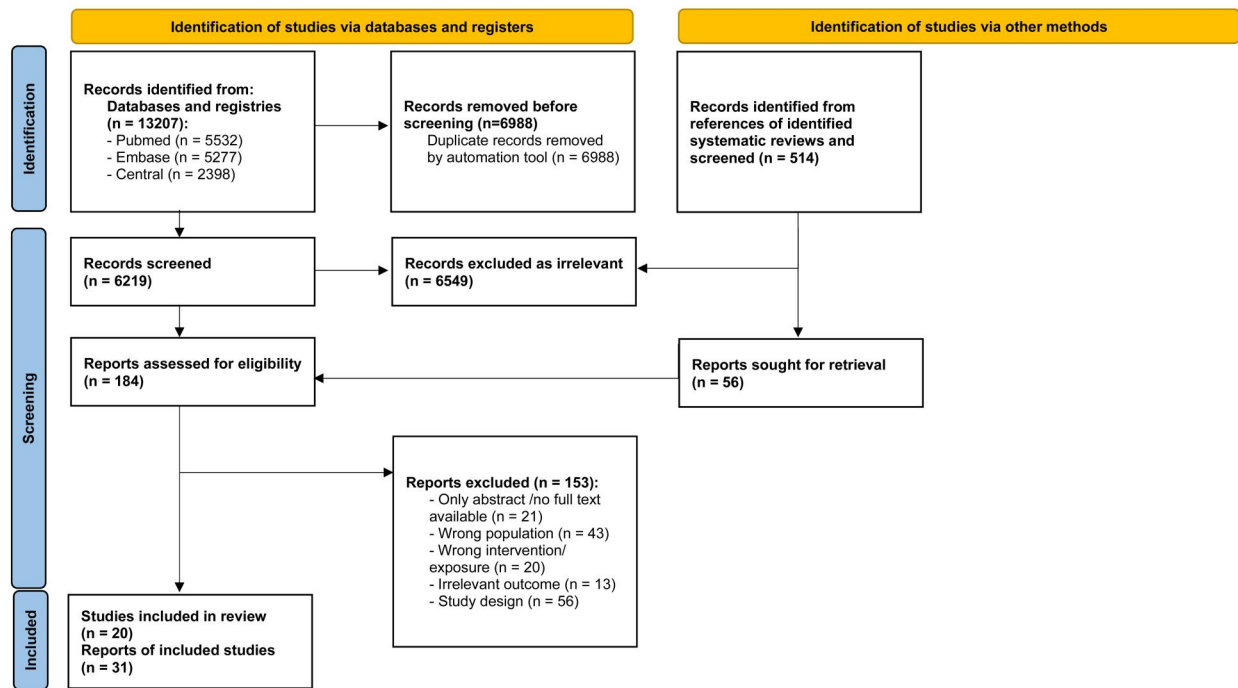 Identification of studies via databases and registers
Identification of studies via other methods
Identification
Records identified from:
Databases and registries
(n = 13207):
- Pubmed (n = 5532)
- Embase (n = 5277)
- Central (n = 2398)
Records removed before
screening (n=6988)
Duplicate records removed
by automation tool (n = 6988)
Records identified from
references of identified
systematic reviews and
screened (n = 514)
Screening
Records screened
(n = 6219)
Records excluded as irrelevant
(n = 6549)
Reports assessed for eligibility
(n = 184)
Reports sought for retrieval
(n = 56)
Reports excluded (n = 153):
- Only abstract /no full text
available (n = 21)
- Wrong population (n = 43)
- Wrong intervention/
exposure (n = 20)
- Irrelevant outcome (n = 13)
- Study design (n = 56)
Included
Studies included in review
(n = 20)
Reports of included studies
(n = 31)